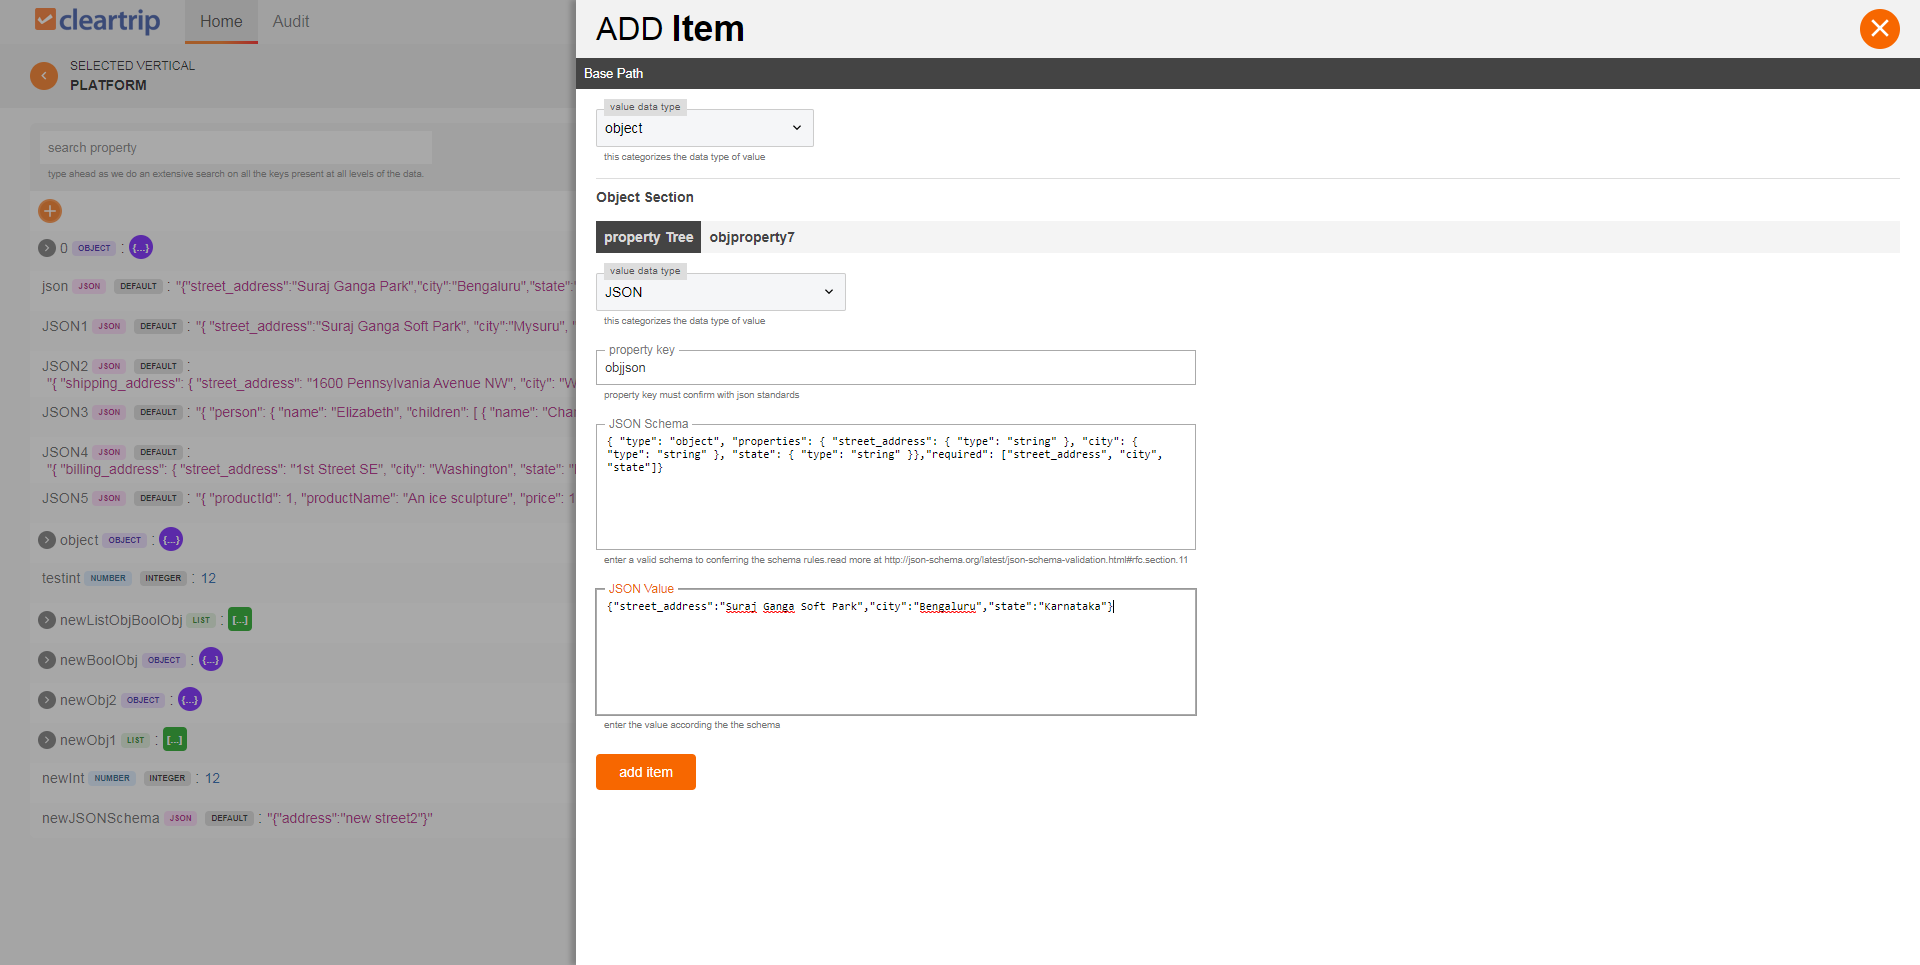 cleartrip
Home
Audit
SELECTED VERTICAL
PLATFORM
search property
type ahead as we do an extensive search on all the keys present at all levels of the data.
0 OBJECT : {...}
json JSON DEFAULT : "{"street_address":"Suraj Ganga Park","city":"Bengaluru","state":"
JSON1 JSON DEFAULT : "{ "street_address":"Suraj Ganga Soft Park", "city":"Mysuru", "
JSON2 JSON DEFAULT :
"{ "shipping_address": { "street_address": "1600 Pennsylvania Avenue NW", "city": "W
JSON3 JSON DEFAULT : "{ "person": { "name": "Elizabeth", "children": [ { "name": "Char
JSON4 JSON DEFAULT :
"{ "billing_address": { "street_address": "1st Street SE", "city": "Washington", "state": "
JSON5 JSON DEFAULT : "{ "productId": 1, "productName": "An ice sculpture", "price": 1
object OBJECT : {...}
testint NUMBER INTEGER : 12
newListObjBoolObj LIST : [...]
newBoolObj OBJECT : {...}
newObj2 OBJECT : {...}
newObj1 LIST : [...]
newInt NUMBER INTEGER : 12
newJSONSchema JSON DEFAULT : "{"address":"new street2"}"
ADD Item
Base Path
value data type
object
this categorizes the data type of value
Object Section
property Tree objproperty7
value data type
JSON
this categorizes the data type of value
property key
objjson
property key must confirm with json standards
JSON Schema
{ "type": "object", "properties": { "street_address": { "type": "string" }, "city": {
"type": "string" }, "state": { "type": "string" }},"required": ["street_address", "city",
"state"]}
enter a valid schema to conferring the schema rules.read more at http://json-schema.org/latest/json-schema-validation.html#rfc.section.11
JSON Value
{"street_address":"Suraj Ganga Soft Park","city":"Bengaluru","state":"Karnataka"}
enter the value according the the schema
add item